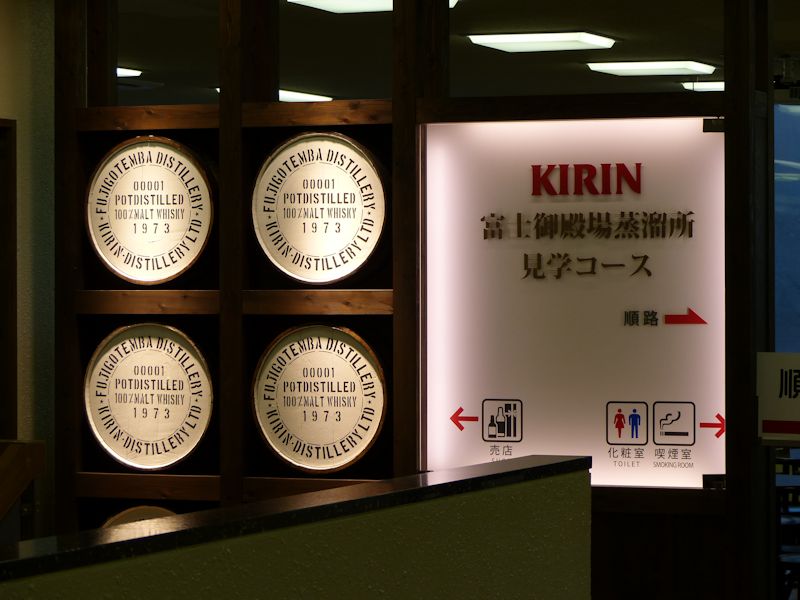 FUJIGOTEMBA DISTILLERY
00001
POTDISTILLED
100%MALT WHISKY
1973
KIRIN-DISTILLERY LTD
FUJIGOTEMBA DISTILLERY
00001
POTDISTILLED
100%MALT WHISKY
1973
KIRIN-DISTILLERY LTD
FUJIGOTEMBA DISTILLERY
00001
POTDISTILLED
100%MALT WHISKY
1973
KIRIN-DISTILLERY LTD
FUJIGOTEMBA DISTILLERY
00001
POTDISTILLED
100%MALT WHISKY
1973
KIRIN-DISTILLERY LTD
KIRIN
富士御殿場蒸溜所
見学コース
順路
売店
化粧室
TOILET
喫煙室
SMOKING ROOM
順